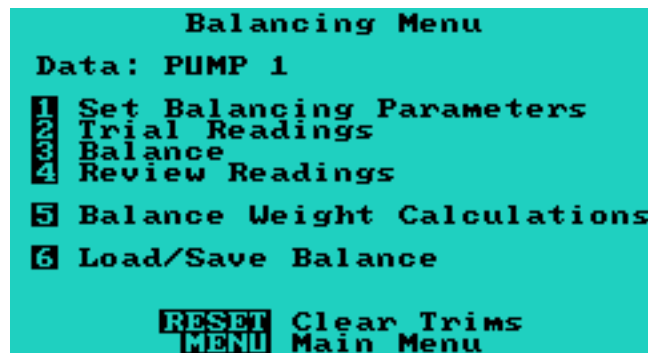 Balancing Menu
Data: PUMP 1
1 Set Balancing Parameters
2 Trial Readings
3 Balance
4 Review Readings
5 Balance Weight Calculations
6 Load/Save Balance
RESET Clear Trims
MENU Main Menu